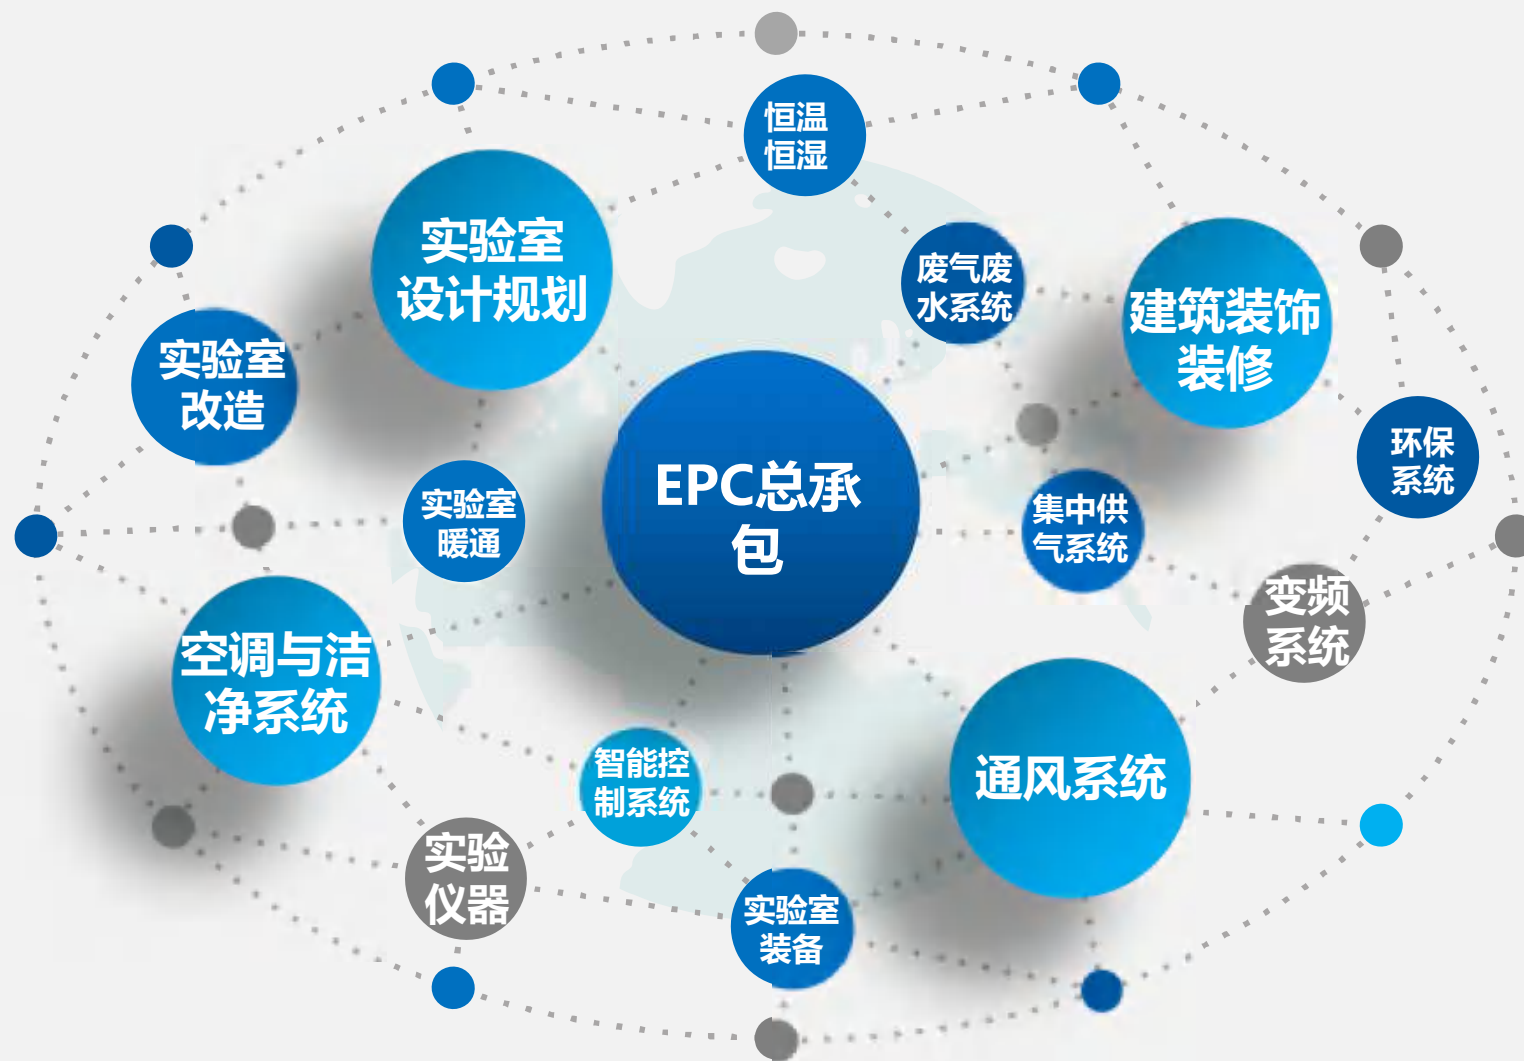 恒温
恒湿
实验室
设计规划
废气废
水系统
建筑装饰
装修
实验室
改造
EPC总承
包
环保
系统
实验室
暖通
集中供
气系统
变频
系统
空调与洁
净系统
智能控
制系统
通风系统
实验
仪器
实验室
装备